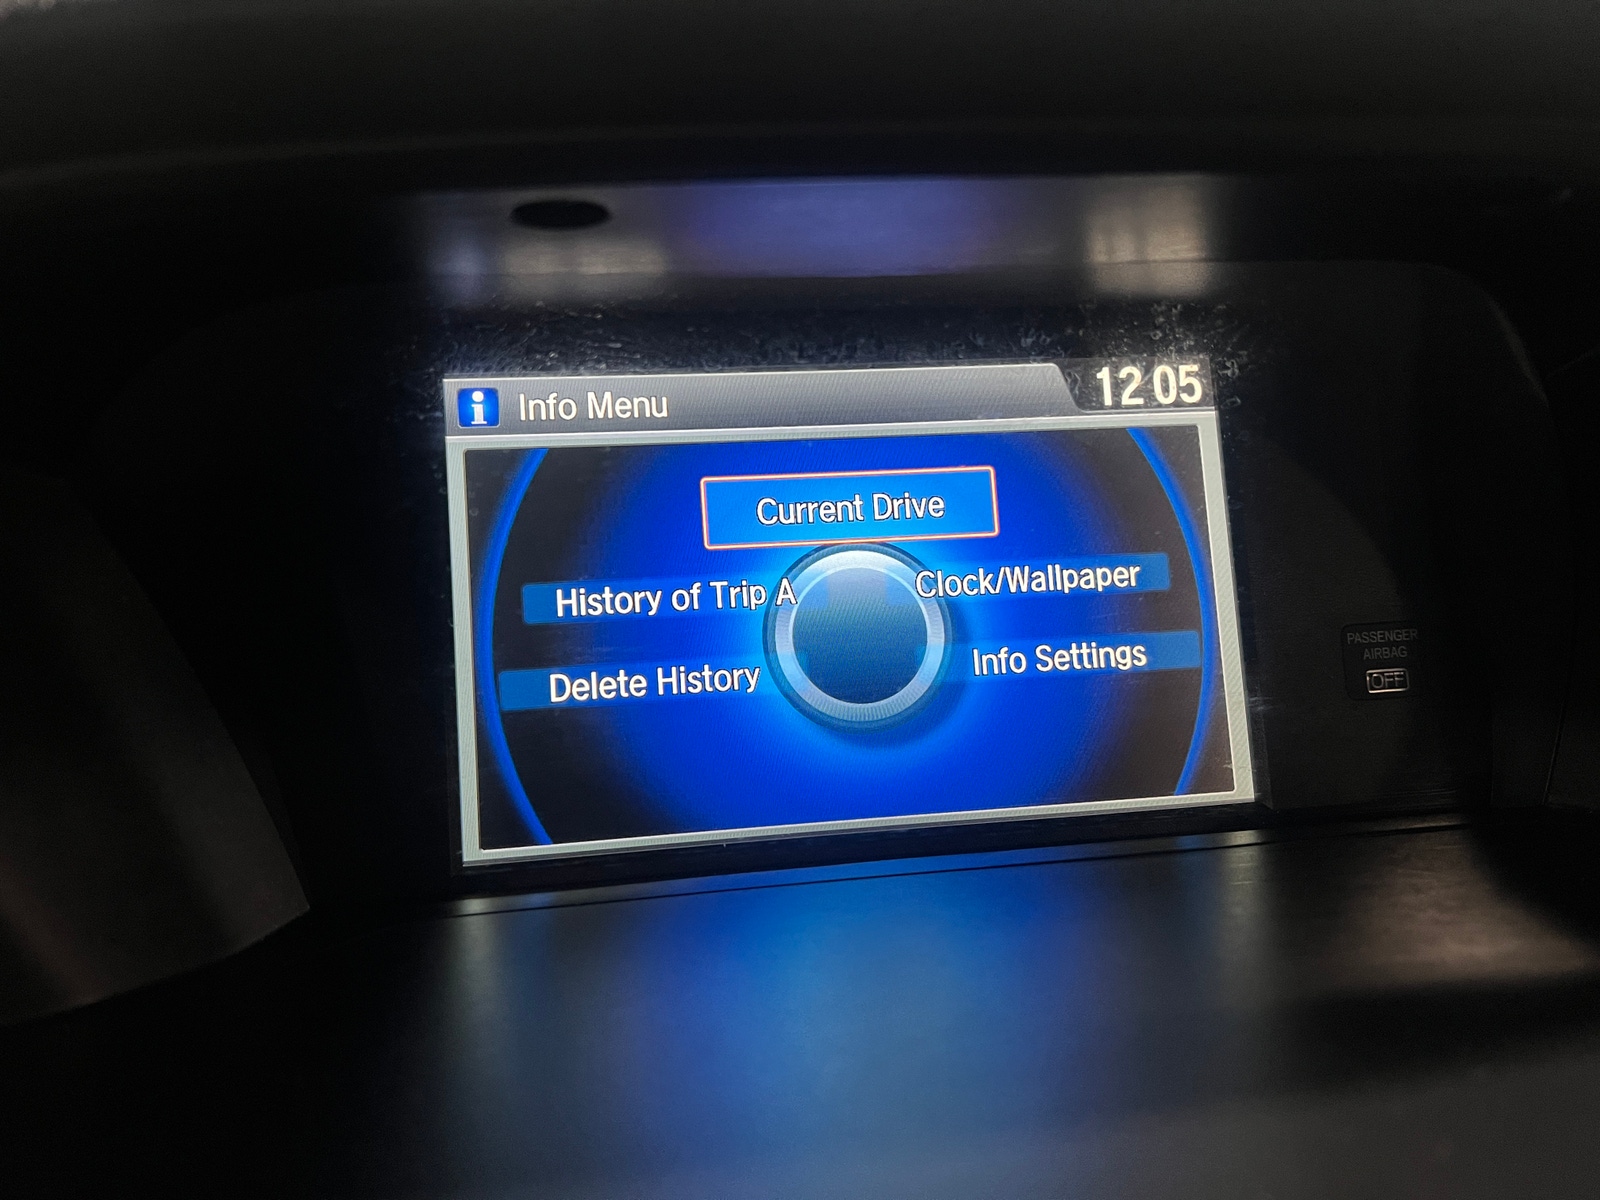 i Info Menu 12 05
Current Drive
History of Trip A Clock/Wallpaper
Delete History Info Settings
PASSENGER
AIRBAG
OFF